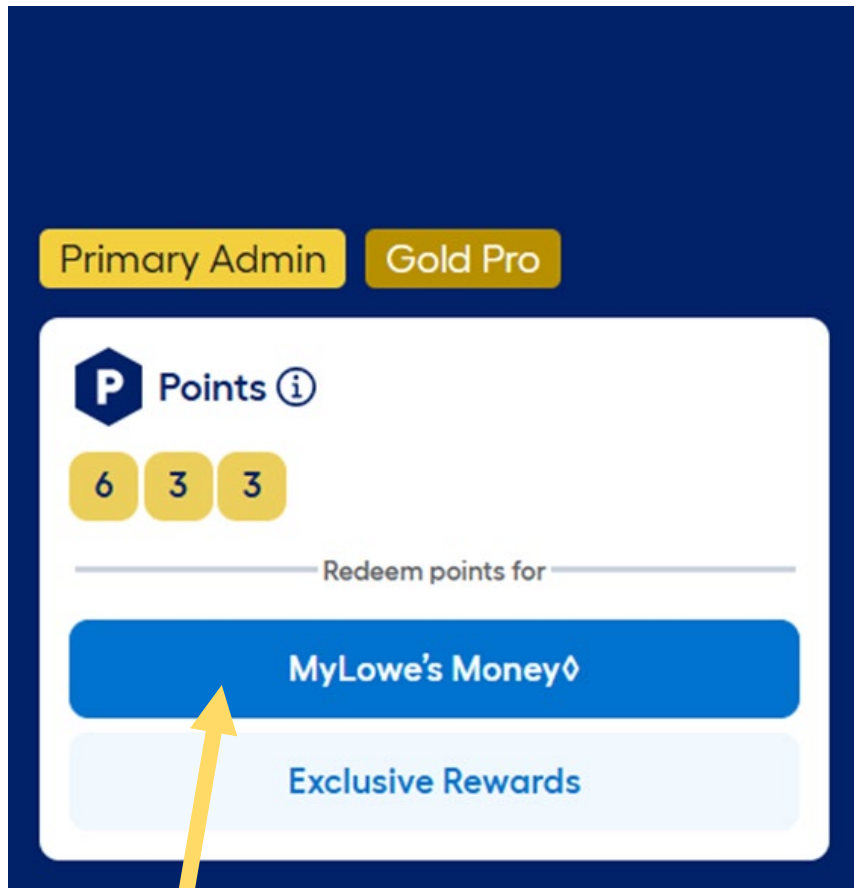 Primary Admin Gold Pro
P Points i
6 3 3
Redeem points for
MyLowe's Money◊
Exclusive Rewards